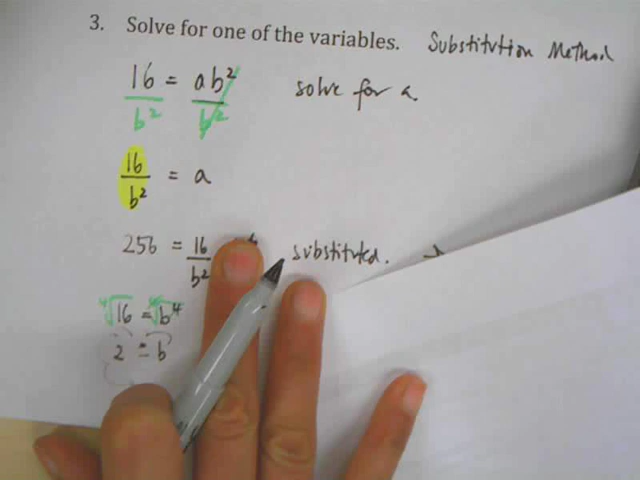 3. Solve for one of the variables. Substitution Method
16 = ab²
b² b²
solve for a
16
b² = a
256 = 16
b²
substituted.
⁴√16 = ⁴√b⁴
2 = b